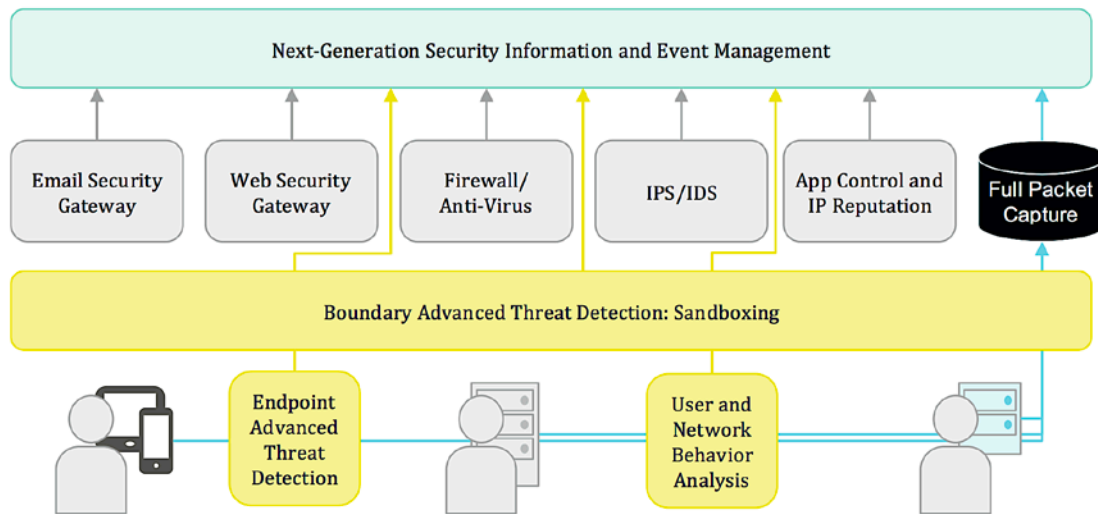 Next-Generation Security Information and Event Management
Email Security
Gateway
Web Security
Gateway
Firewall/
Anti-Virus
IPS/IDS
App Control and
IP Reputation
Full Packet
Capture
Boundary Advanced Threat Detection: Sandboxing
Endpoint
Advanced
Threat
Detection
User and
Network
Behavior
Analysis